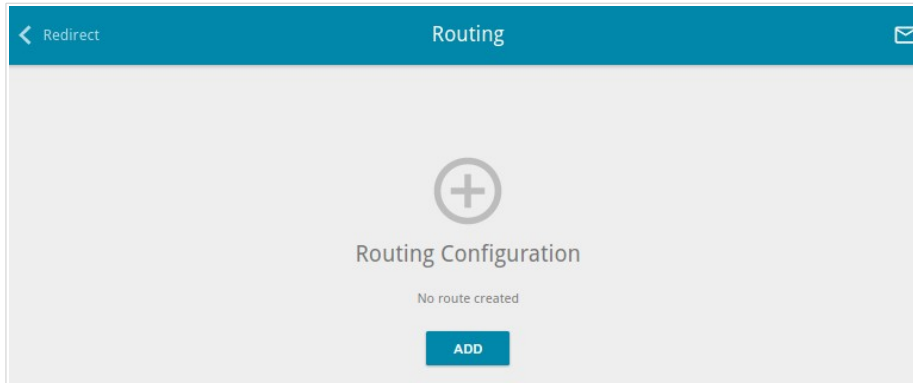 Redirect
Routing
Routing Configuration
No route created
ADD